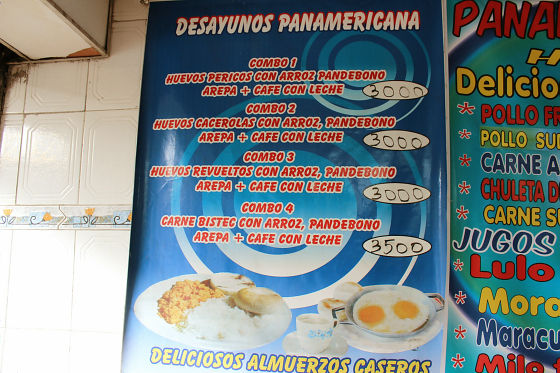 DESAYUNOS PANAMERICANA
COMBO 1
HUEVOS PERICOS CON ARROZ PANDEBONO
AREPA + CAFE CON LECHE 3000
COMBO 2
HUEVOS CACEROLAS CON ARROZ, PANDEBONO
AREPA + CAFE CON LECHE 3000
COMBO 3
HUEVOS REVUELTOS CON ARROZ, PANDEBONO
AREPA + CAFE CON LECHE 3000
COMBO 4
CARNE BISTEC CON ARROZ, PANDEBONO
AREPA + CAFE CON LECHE 3500
DELICIOSOS ALMUERZOS CASEROS
PANA
H
Delicio
* POLLO FR
* POLLO SU
* CARNE A
* CHULETA D
* CARNE SO
JUGOS
* Lulo
* Moro
* Maracu
* Milo